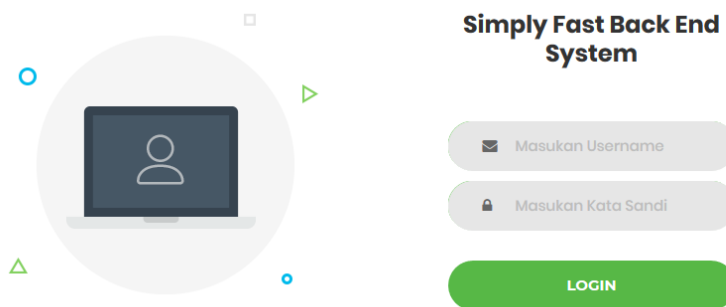 Simply Fast Back End
System
Masukan Username
Masukan Kata Sandi
LOGIN